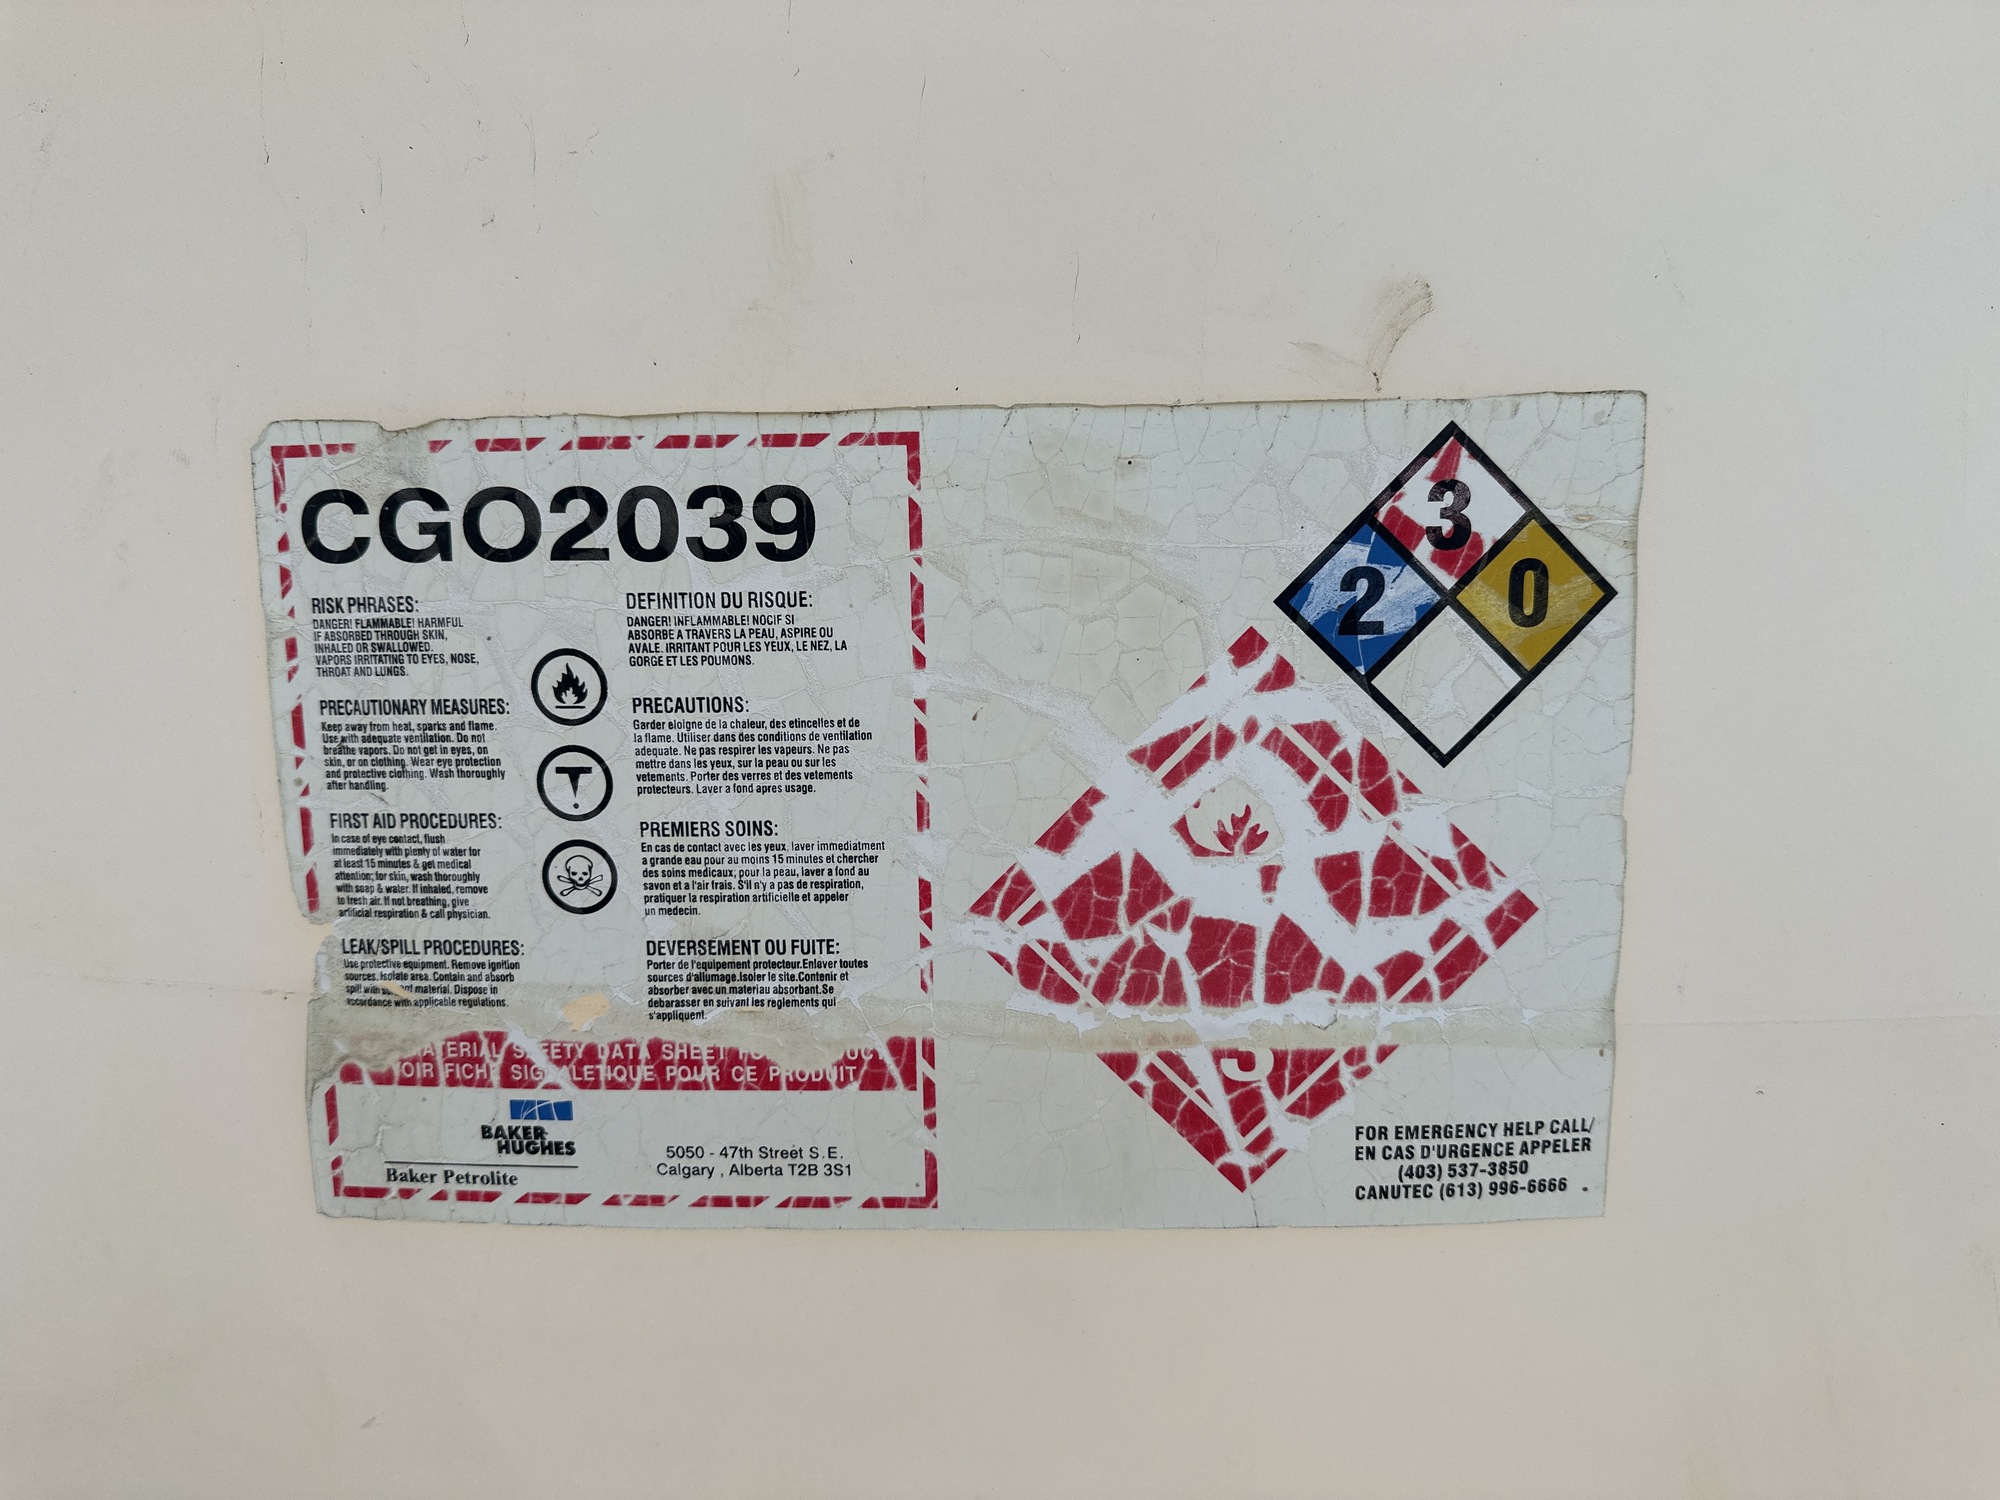 CGO2039
RISK PHRASES:
DANGER! FLAMMABLE! HARMFUL
IF ABSORBED THROUGH SKIN,
INHALED OR SWALLOWED.
VAPORS IRRITATING TO EYES, NOSE,
THROAT AND LUNGS.
PRECAUTIONARY MEASURES:
Keep away from heat, sparks and flame.
Use with adequate ventilation. Do not
breathe vapors. Do not get in eyes, on
skin, or on clothing. Wear eye protection
and protective clothing. Wash thoroughly
after handling.
FIRST AID PROCEDURES:
In case of eye contact, flush
immediately with plenty of water for
at least 15 minutes & get medical
attention; for skin, wash thoroughly
with soap & water. If inhaled, remove
to fresh air. If not breathing, give
artificial respiration & call physician.
LEAK/SPILL PROCEDURES:
Use protective equipment. Remove ignition
sources. Isolate area. Contain and absorb
spill with material. Dispose in
accordance with applicable regulations.
DEFINITION DU RISQUE:
DANGER! INFLAMMABLE! NOCIF SI
ABSORBE A TRAVERS LA PEAU, ASPIRE OU
AVALE. IRRITANT POUR LES YEUX, LE NEZ, LA
GORGE ET LES POUMONS.
PRECAUTIONS:
Garder eloigne de la chaleur, des etincelles et de
la flame. Utiliser dans des conditions de ventilation
adequate. Ne pas respirer les vapeurs. Ne pas
mettre dans les yeux, sur la peau ou sur les
vetements. Porter des verres et des vetements
protecteurs. Laver a fond apres usage.
PREMIERS SOINS:
En cas de contact avec les yeux, laver immediatment
a grande eau pour au moins 15 minutes et chercher
des soins medicaux; pour la peau, laver a fond au
savon et a l'air frais. S'il n'y a pas de respiration,
pratiquer la respiration artificielle et appeler
un medecin.
DEVERSEMENT OU FUITE:
Porter de l'equipement protecteur.Enlever toutes
sources d'allumage.Isoler le site.Contenir et
absorber avec un materiau absorbant.Se
debarasser en suivant les reglements qui
s'appliquent.
MATERIAL SAFETY DATA SHEET
VOIR FICHE SIGNALETIQUE POUR CE PRODUIT
BAKER
HUGHES
Baker Petrolite
5050 - 47th Street S.E.
Calgary , Alberta T2B 3S1
3
2
0
3
FOR EMERGENCY HELP CALL/
EN CAS D'URGENCE APPELER
(403) 537-3850
CANUTEC (613) 996-6666